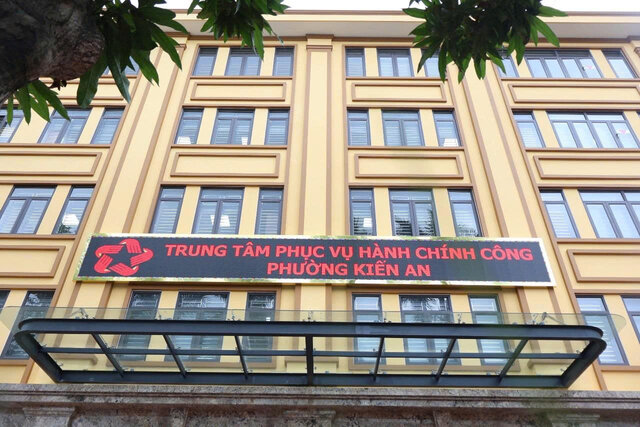 TRUNG TÂM PHỤC VỤ HÀNH CHÍNH CÔNG
PHƯỜNG KIẾN AN